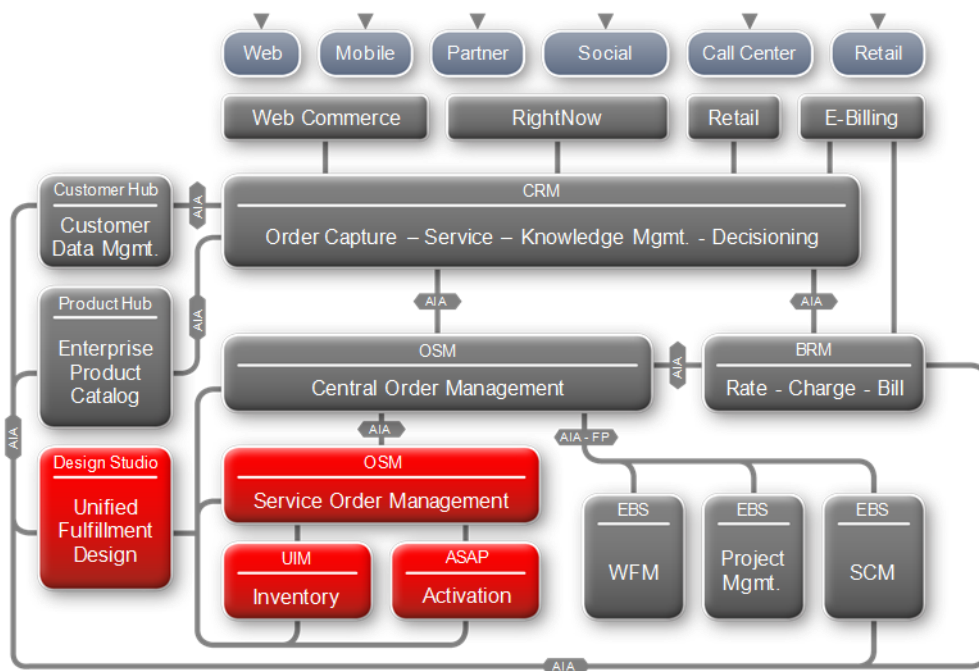 Web
Mobile
Partner
Social
Call Center
Retail
Web Commerce
RightNow
Retail
E-Billing
Customer Hub
Customer
Data Mgmt.
AIA
CRM
Order Capture – Service – Knowledge Mgmt. - Decisioning
Product Hub
Enterprise
Product
Catalog
AIA
AIA
AIA
OSM
Central Order Management
AIA
BRM
Rate - Charge - Bill
AIA
AIA
AIA - FP
Design Studio
Unified
Fulfillment
Design
OSM
Service Order Management
UIM
Inventory
ASAP
Activation
EBS
WFM
EBS
Project
Mgmt.
EBS
SCM
AIA